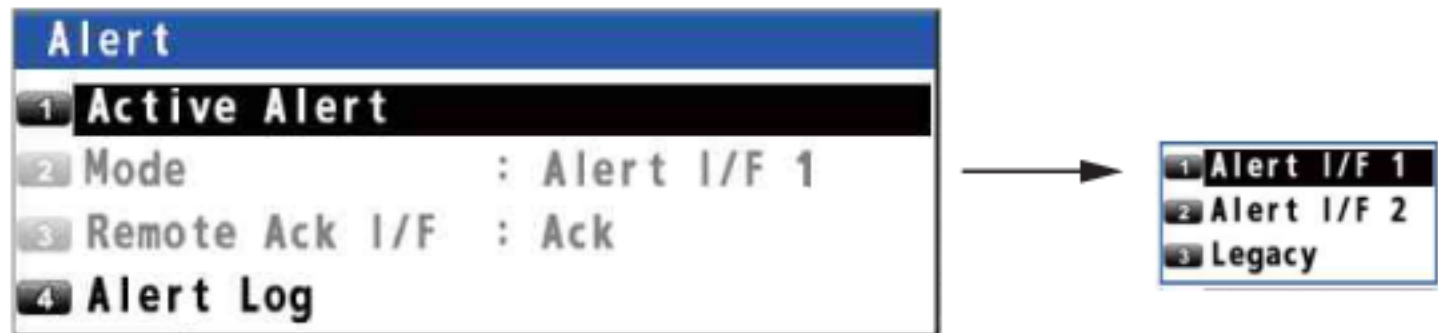 Alert
1 Active Alert
2 Mode : Alert I/F 1
3 Remote Ack I/F : Ack
4 Alert Log
1 Alert I/F 1
2 Alert I/F 2
3 Legacy